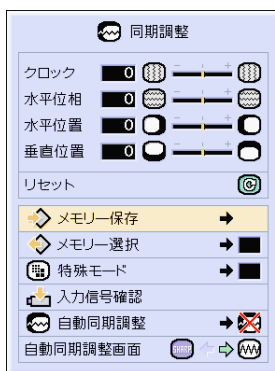 同期調整
クロック 0 - +
水平位相 0 - +
水平位置 0 - +
垂直位置 0 - +
リセット
メモリー保存
メモリー選択
特殊モード
入力信号確認
自動同期調整
自動同期調整画面 SHARP